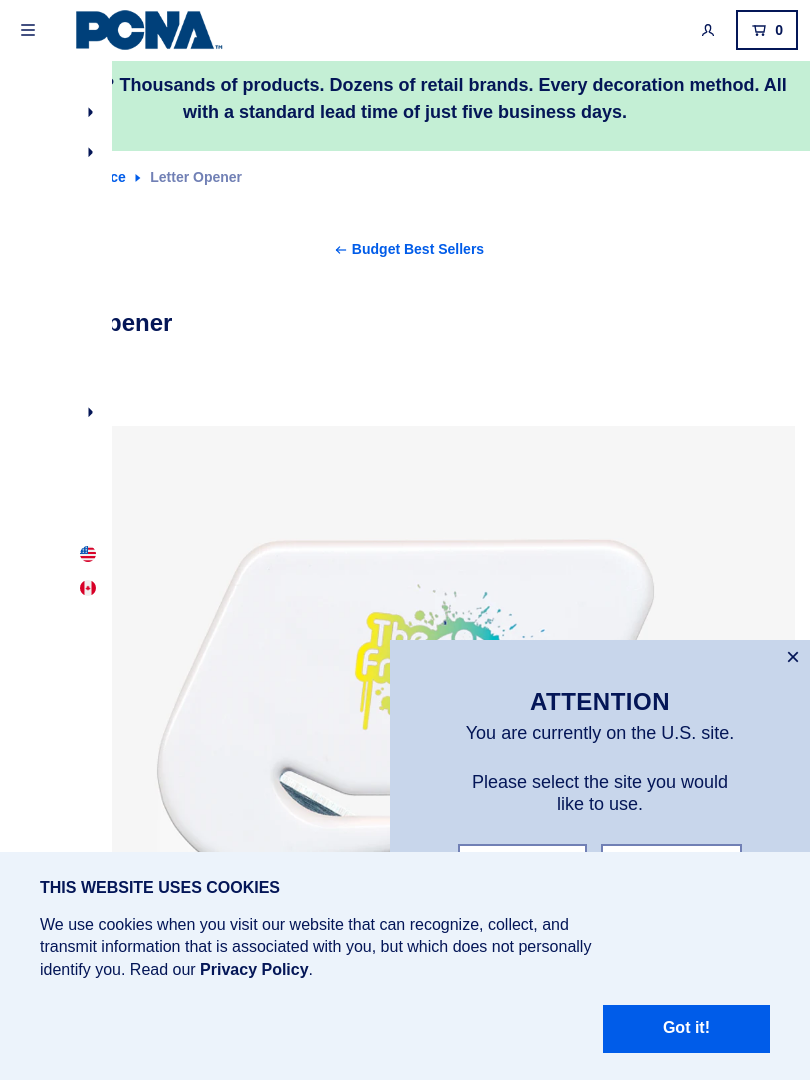 PCNA™
0
? Thousands of products. Dozens of retail brands. Every decoration method. All
with a standard lead time of just five business days.
Letter Opener
Budget Best Sellers
pener
The
ATTENTION
You are currently on the U.S. site.
Please select the site you would
like to use.
THIS WEBSITE USES COOKIES
We use cookies when you visit our website that can recognize, collect, and
transmit information that is associated with you, but which does not personally
identify you. Read our Privacy Policy.
Got it!